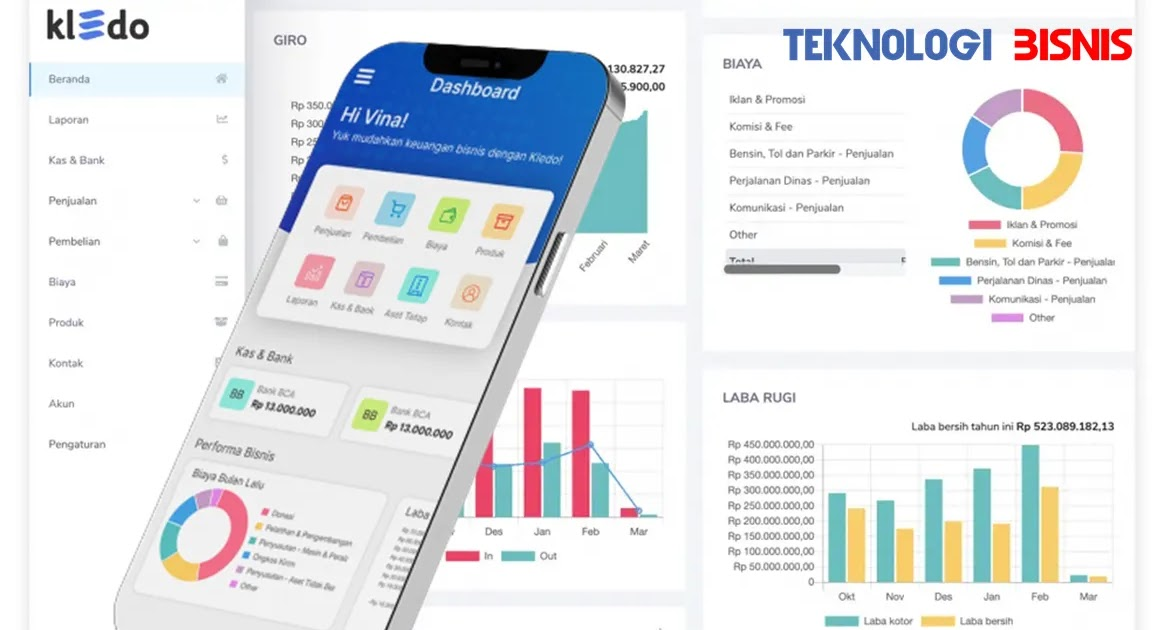 kledo
Beranda
Laporan
Kas & Bank
Penjualan
Pembelian
Biaya
Produk
Kontak
Akun
Pengaturan
GIRO
130.827,27
5.900,00
Rp 350.0
Rp 300
Rp 25
Rp
Februari
Maret
Dashboard
Hi Vina!
Yuk mudahkan keuangan bisnis dengan Kledo!
Penjualan
Pembelian
Biaya
Produk
Laporan
Kas & Bank
Aset Tetap
Kontak
Kas & Bank
BB
Bank BCA
Rp 13.000.000
BB
Bank BCA
Rp 13.000.000
Performa Bisnis
Biaya Bulan Lalu
Donasi
Pelatihan & Pengembangan
Penyusutan - Mesin & Peralt
Ongkos Kirim
Penyusutan - Aset Tidak Be
Other
Laba
Des
Jan
Feb
Mar
In
Out
TEKNOLOGI BISNIS
BIAYA
Iklan & Promosi
Komisi & Fee
Bensin, Tol dan Parkir - Penjualan
Perjalanan Dinas - Penjualan
Komunikasi - Penjualan
Other
Total
Iklan & Promosi
Komisi & Fee
Bensin, Tol dan Parkir - Penjualan
Perjalanan Dinas - Penjualan
Komunikasi - Penjualan
Other
LABA RUGI
Laba bersih tahun ini Rp 523.089.182,13
Rp 450.000.000,00
Rp 400.000.000,00
Rp 350.000.000,00
Rp 300.000.000,00
Rp 250.000.000,00
Rp 200.000.000,00
Rp 150.000.000,00
Rp 100.000.000,00
Rp 50.000.000,00
0
Okt
Nov
Des
Jan
Feb
Mar
Laba kotor
Laba bersih